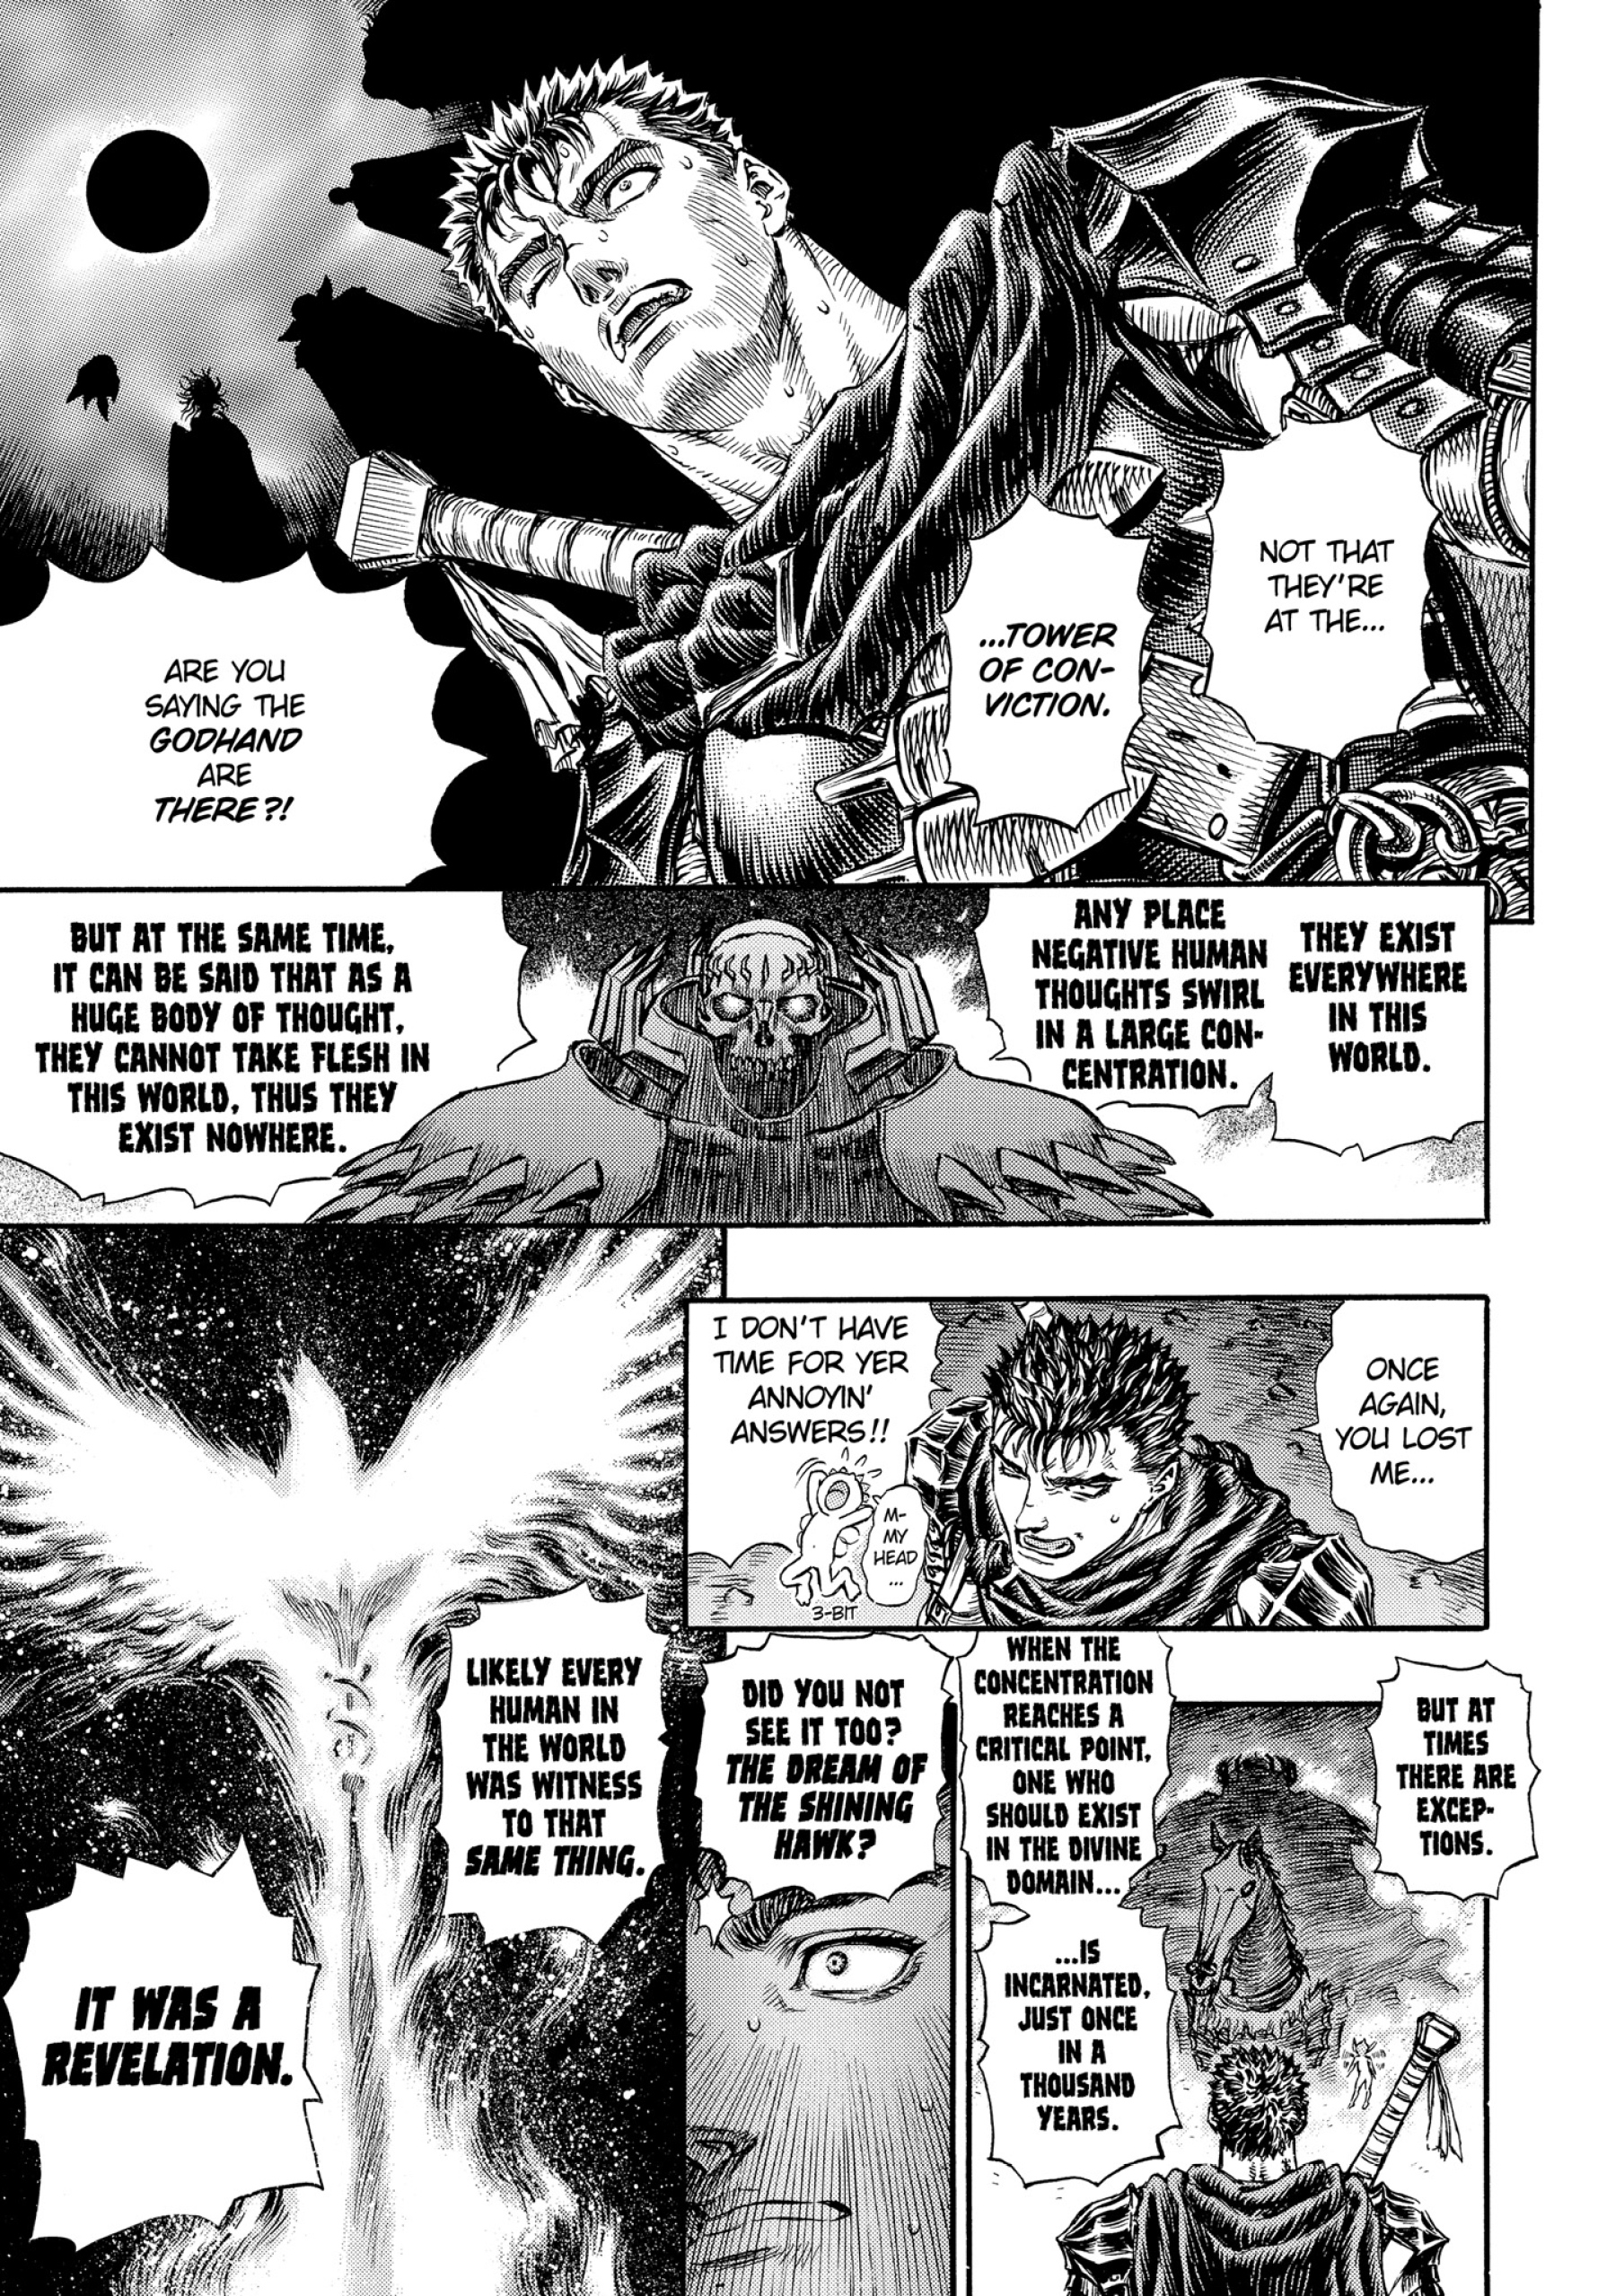 NOT THAT
THEY'RE
AT THE...
...TOWER
OF CON-
VICTION.
ARE YOU
SAYING THE
GODHAND
ARE
THERE?!
THEY EXIST
EVERYWHERE
IN THIS
WORLD.
ANY PLACE
NEGATIVE HUMAN
THOUGHTS SWIRL
IN A LARGE CON-
CENTRATION.
BUT AT THE SAME TIME,
IT CAN BE SAID THAT AS A
HUGE BODY OF THOUGHT,
THEY CANNOT TAKE FLESH IN
THIS WORLD, THUS THEY
EXIST NOWHERE.
ONCE
AGAIN,
YOU LOST
ME...
I DON'T HAVE
TIME FOR YER
ANNOYIN'
ANSWERS!!
M-
MY
HEAD
...
3-BIT
BUT AT
TIMES
THERE ARE
EXCEP-
TIONS.
WHEN THE
CONCENTRATION
REACHES A
CRITICAL POINT,
ONE WHO
SHOULD EXIST
IN THE DIVINE
DOMAIN...
...IS
INCARNATED,
JUST ONCE
IN A
THOUSAND
YEARS.
DID YOU NOT
SEE IT TOO?
THE DREAM OF
THE SHINING
HAWK?
LIKELY EVERY
HUMAN IN
THE WORLD
WAS WITNESS
TO THAT
SAME THING.
IT WAS A
REVELATION.